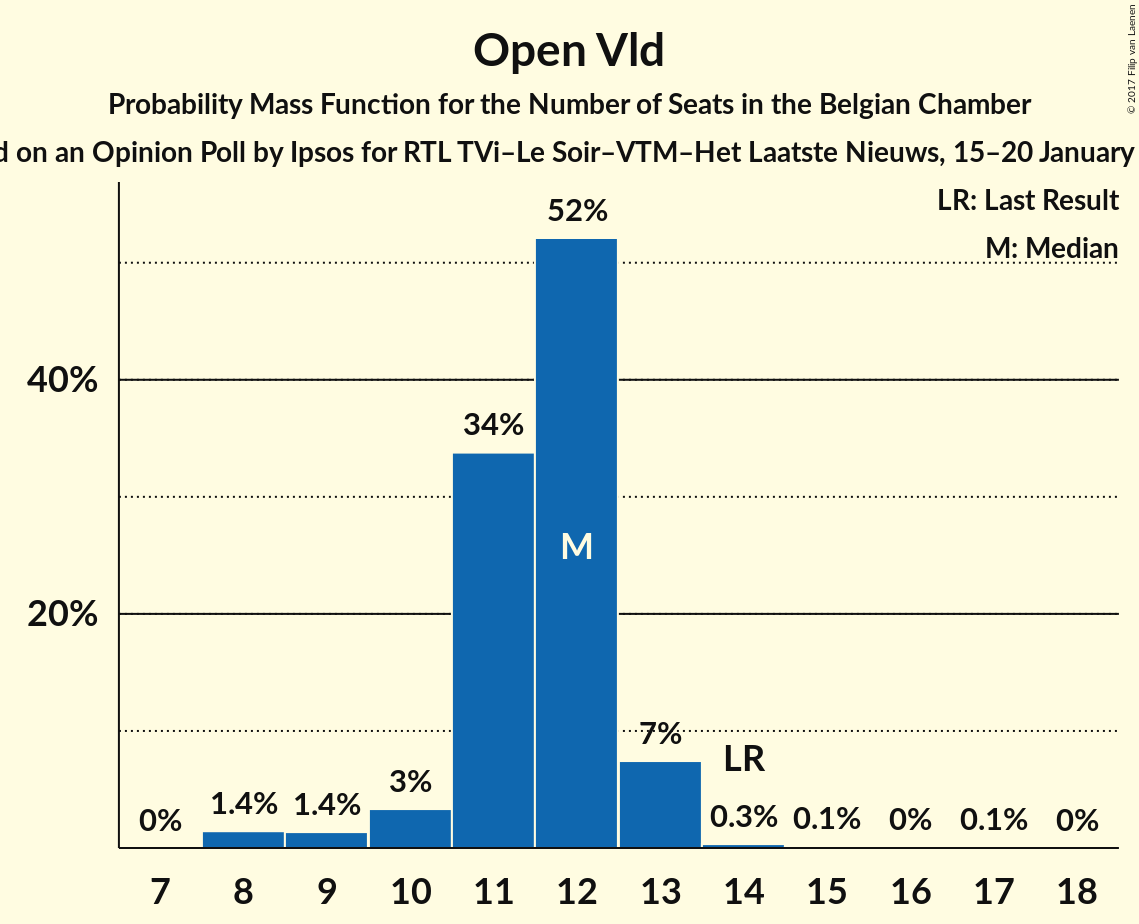 Open Vld
Probability Mass Function for the Number of Seats in the Belgian Chamber
on an Opinion Poll by Ipsos for RTL TVi–Le Soir–VTM–Het Laatste Nieuws, 15–20 January
© 2017 Filip van Laenen
LR: Last Result
M: Median
52%
40%
34%
M
20%
7%
LR
3%
1.4%
1.4%
0%
0.3%
0.1%
0%
0.1%
0%
7 8 9 10 11 12 13 14 15 16 17 18